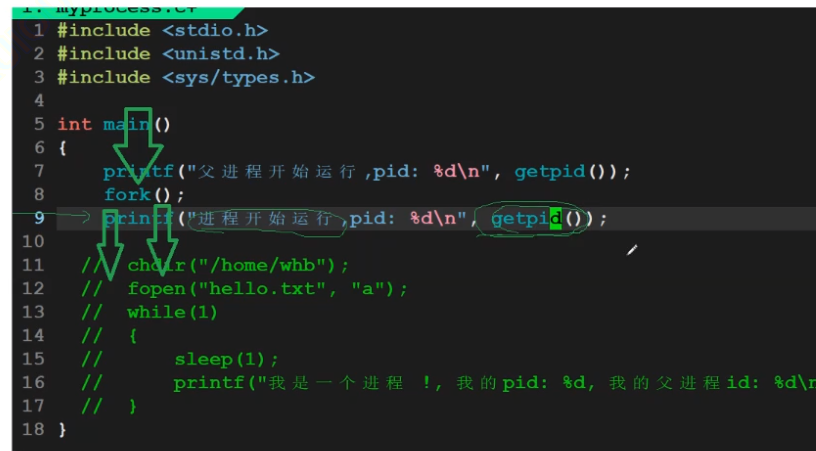 1. myprocess.c+
1 #include <stdio.h>
2 #include <unistd.h>
3 #include <sys/types.h>
4
5 int main()
6 {
7 printf("父进程开始运行,pid: %d\n", getpid());
8 fork();
9 printf("进程开始运行,pid: %d\n", getpid());
10
11 // chdir("/home/whb");
12 // fopen("hello.txt", "a");
13 // while(1)
14 // {
15 // sleep(1);
16 // printf("我是一个进程 !, 我的pid: %d, 我的父进程id: %d\n
17 // }
18 }